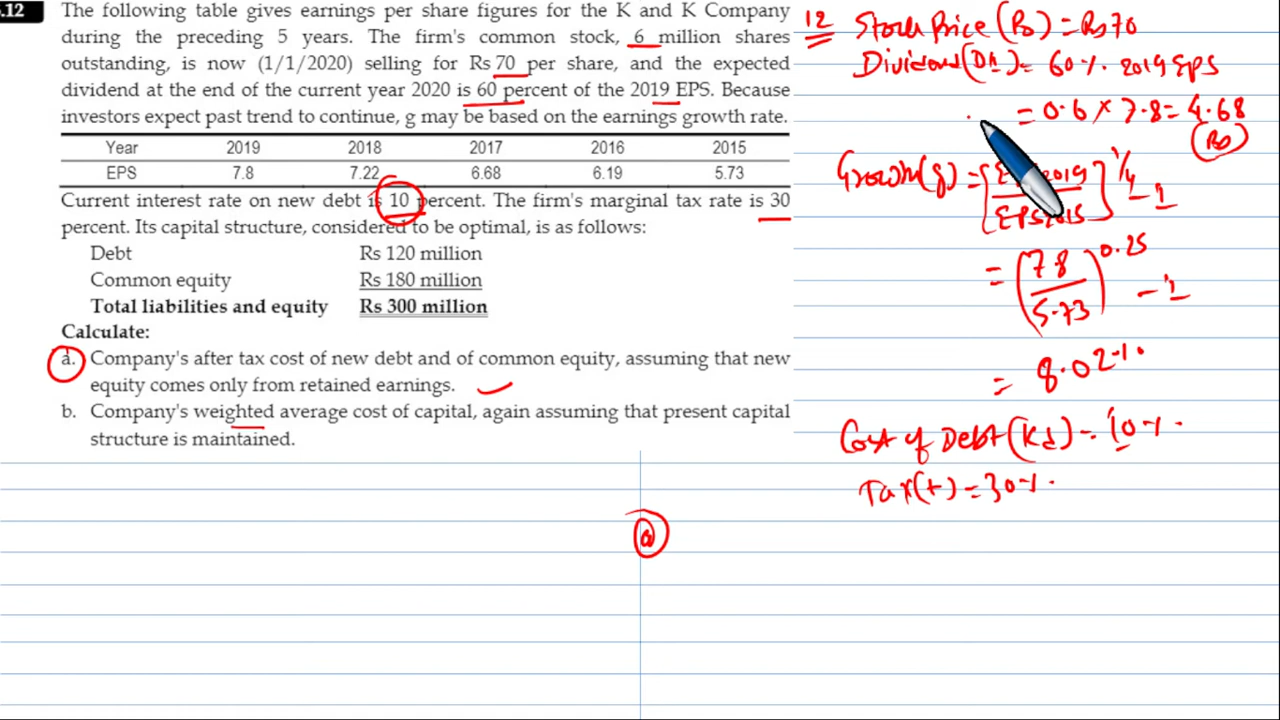 .12
The following table gives earnings per share figures for the K and K Company
during the preceding 5 years. The firm's common stock, 6 million shares
outstanding, is now (1/1/2020) selling for Rs 70 per share, and the expected
dividend at the end of the current year 2020 is 60 percent of the 2019 EPS. Because
investors expect past trend to continue, g may be based on the earnings growth rate.
Year 2019 2018 2017 2016 2015
EPS 7.8 7.22 6.68 6.19 5.73
Current interest rate on new debt is 10 percent. The firm's marginal tax rate is 30
percent. Its capital structure, considered to be optimal, is as follows:
Debt Rs 120 million
Common equity Rs 180 million
Total liabilities and equity Rs 300 million
Calculate:
a. Company's after tax cost of new debt and of common equity, assuming that new
equity comes only from retained earnings.
b. Company's weighted average cost of capital, again assuming that present capital
structure is maintained.
12 Stock Price (P0) = Rs 70
Dividend (D1) = 60%. 2019 EPS
= 0.6 × 7.8 = 4.68
Growth (g) = [ 2019 / EPS 2015 ] 1/4 - 1
= ( 7.8 / 5.73 ) 0.25 - 1
= 8.02%.
Cost of Debt (Kd) = 10%.
Tax (t) = 30%.
a